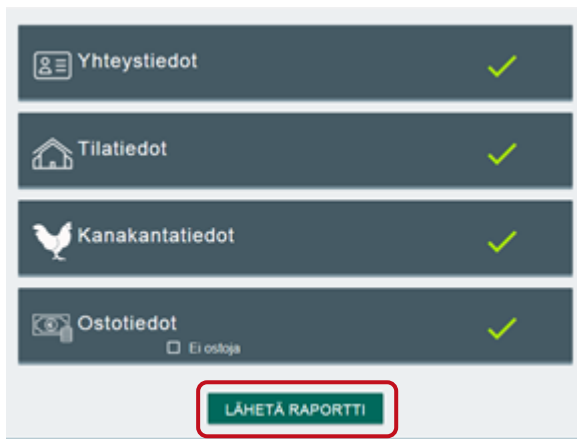 Yhteystiedot
Tilatiedot
Kanakantatiedot
Ostotiedot
Ei ostoja
LÄHETÄ RAPORTTI